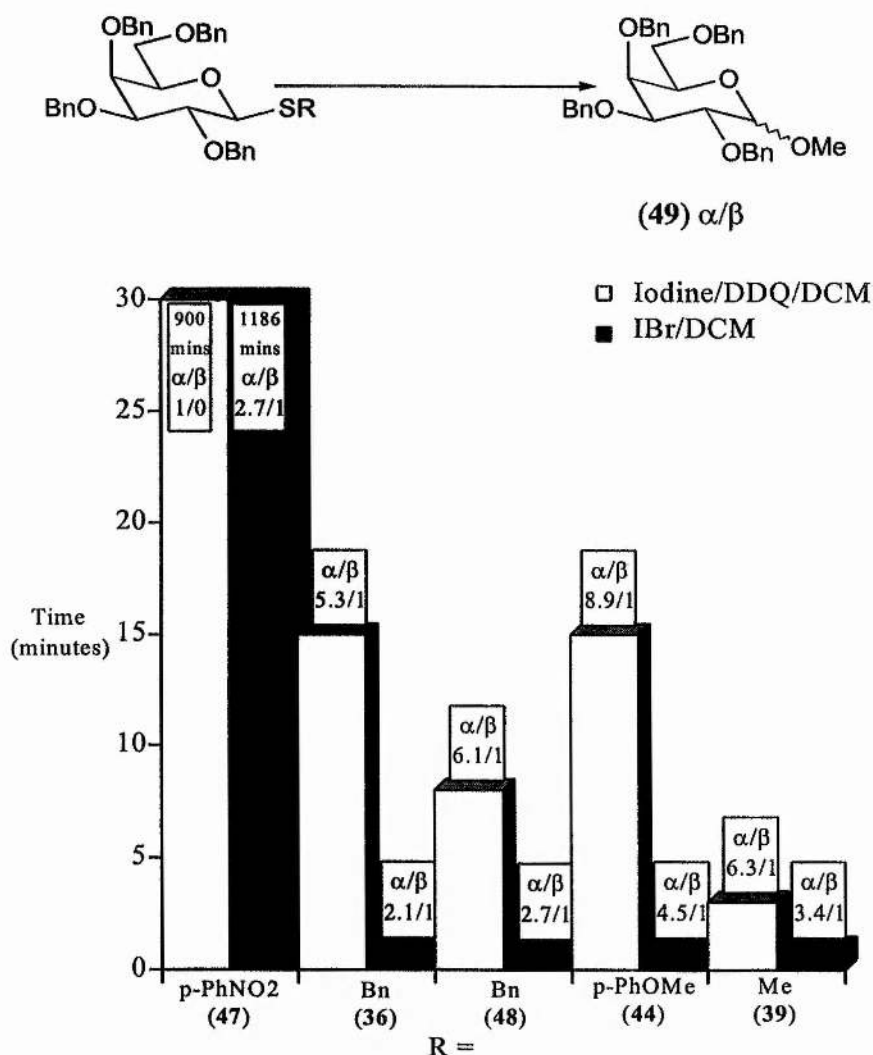 OBn
OBn
O
BnO
SR
OBn
OBn
OBn
O
BnO
OMe
OBn
(49) α/β
Iodine/DDQ/DCM
IBr/DCM
Time
(minutes)
30
25
20
15
10
5
0
900
mins
α/β
1/0
1186
mins
α/β
2.7/1
α/β
5.3/1
α/β
2.1/1
α/β
6.1/1
α/β
2.7/1
α/β
8.9/1
α/β
4.5/1
α/β
6.3/1
α/β
3.4/1
p-PhNO2
(47)
Bn
(36)
Bn
(48)
p-PhOMe
(44)
Me
(39)
R =